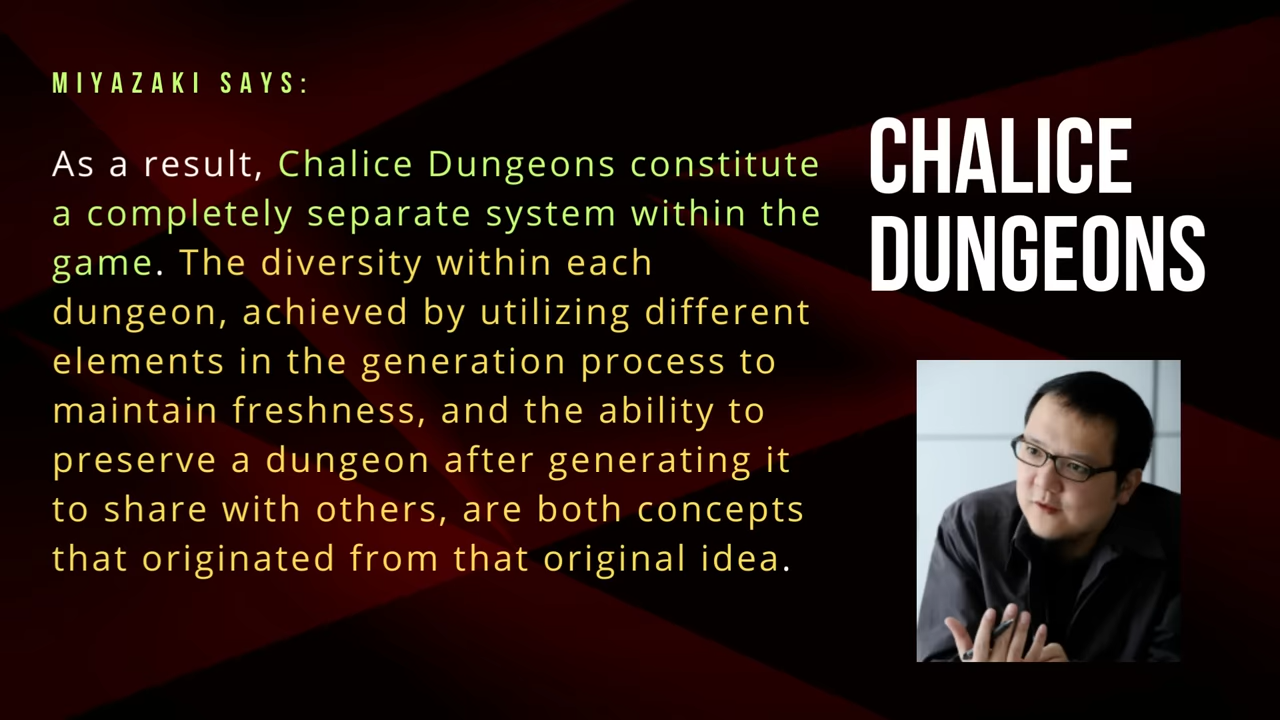 MIYAZAKI SAYS:
As a result, Chalice Dungeons constitute
a completely separate system within the
game. The diversity within each
dungeon, achieved by utilizing different
elements in the generation process to
maintain freshness, and the ability to
preserve a dungeon after generating it
to share with others, are both concepts
that originated from that original idea.
CHALICE
DUNGEONS